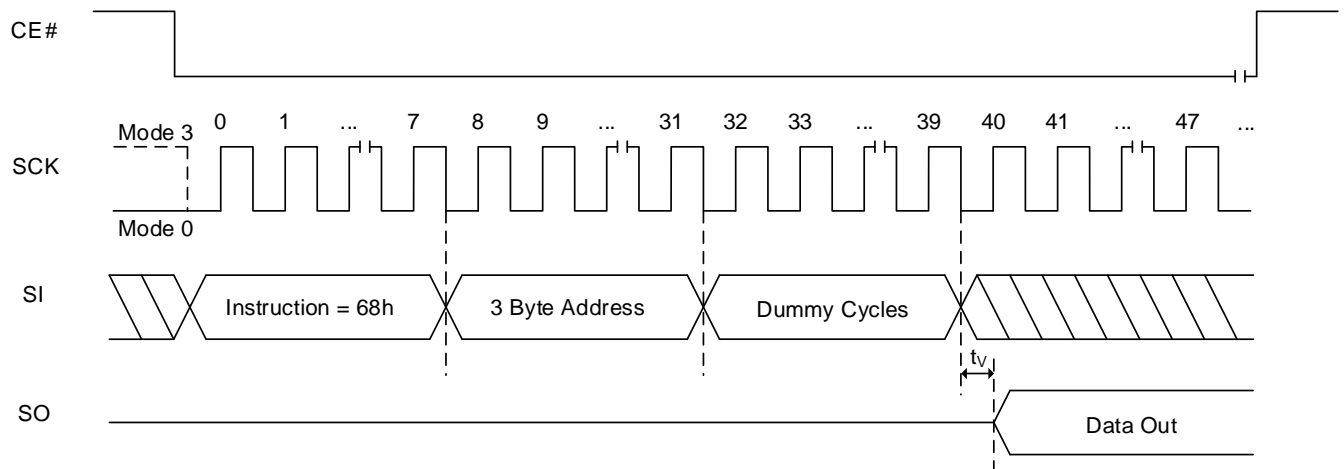 CE#
0 1 ... 7 8 9 ... 31 32 33 ... 39 40 41 ... 47 ...
Mode 3
SCK
Mode 0
SI Instruction = 68h 3 Byte Address Dummy Cycles
tV
SO Data Out